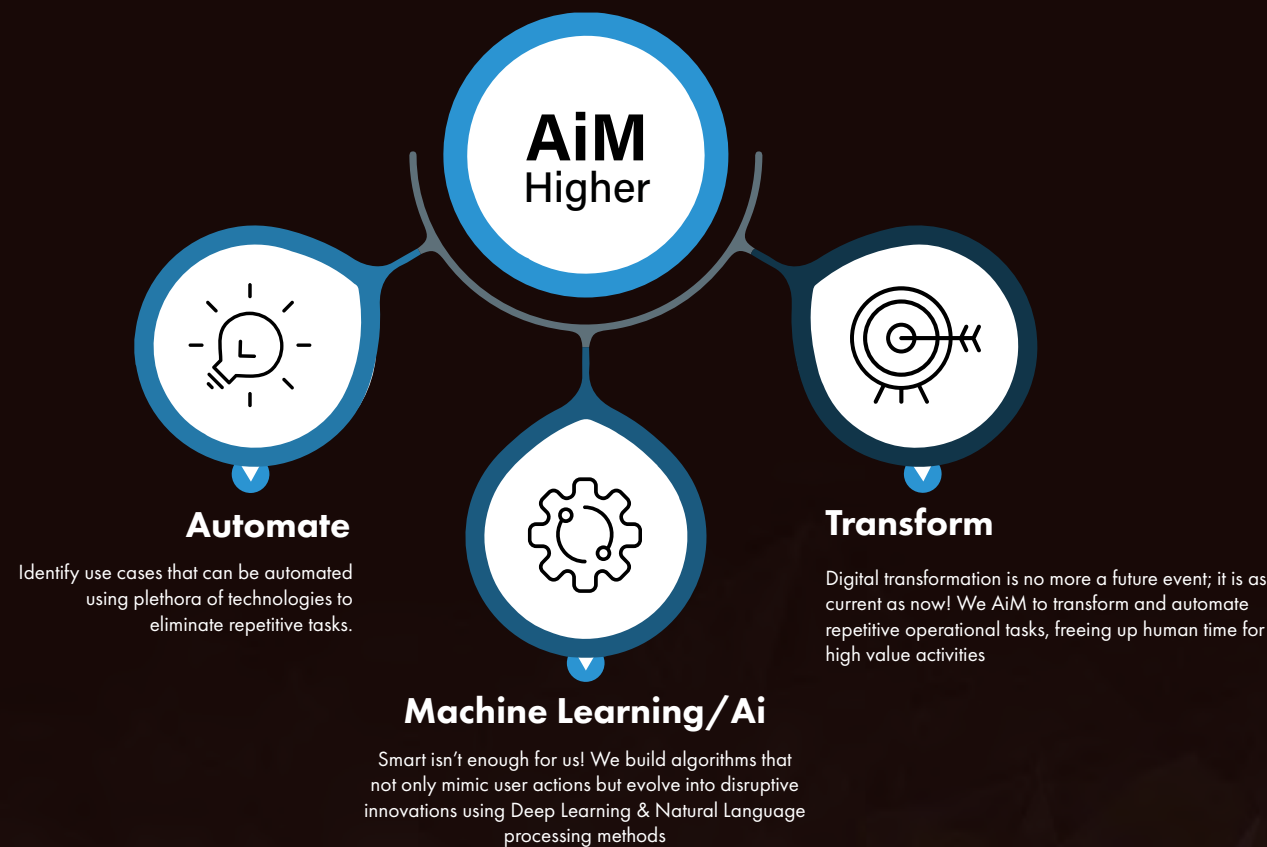 AiM
Higher
Automate
Identify use cases that can be automated
using plethora of technologies to
eliminate repetitive tasks.
Machine Learning/Ai
Smart isn't enough for us! We build algorithms that
not only mimic user actions but evolve into disruptive
innovations using Deep Learning & Natural Language
processing methods
Transform
Digital transformation is no more a future event; it is as
current as now! We AiM to transform and automate
repetitive operational tasks, freeing up human time for
high value activities